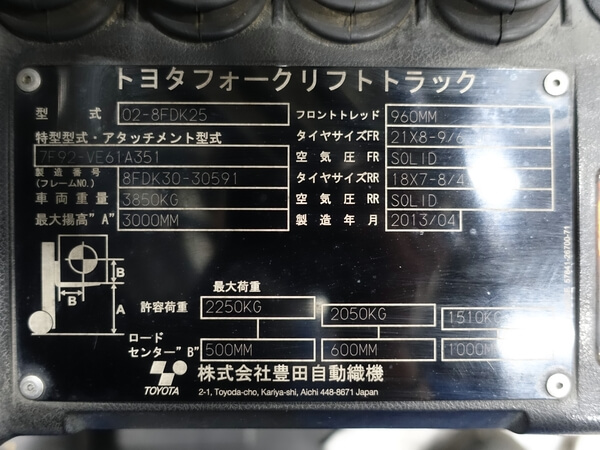 トヨタフォークリフトトラック
型 式 02-8FDK25 フロントトレッド 960MM
特型型式・アタッチメント型式 タイヤサイズFR 21X8-9/6
7F92-VE61A351 空気圧FR SOLID
製造番号(フレームNO.) 8FDK30-30591 タイヤサイズRR 18X7-8/4
車両重量 3850KG 空気圧RR SOLID
最大揚高"A" 3000MM 製造年月 2013/04
B
B
A
最大荷重
許容荷重 2250KG 2050KG 1510KG
ロードセンター"B" 500MM 600MM 1000MM
TOYOTA 株式会社豊田自動織機
2-1, Toyoda-cho, Kariya-shi, Aichi 448-8671 Japan